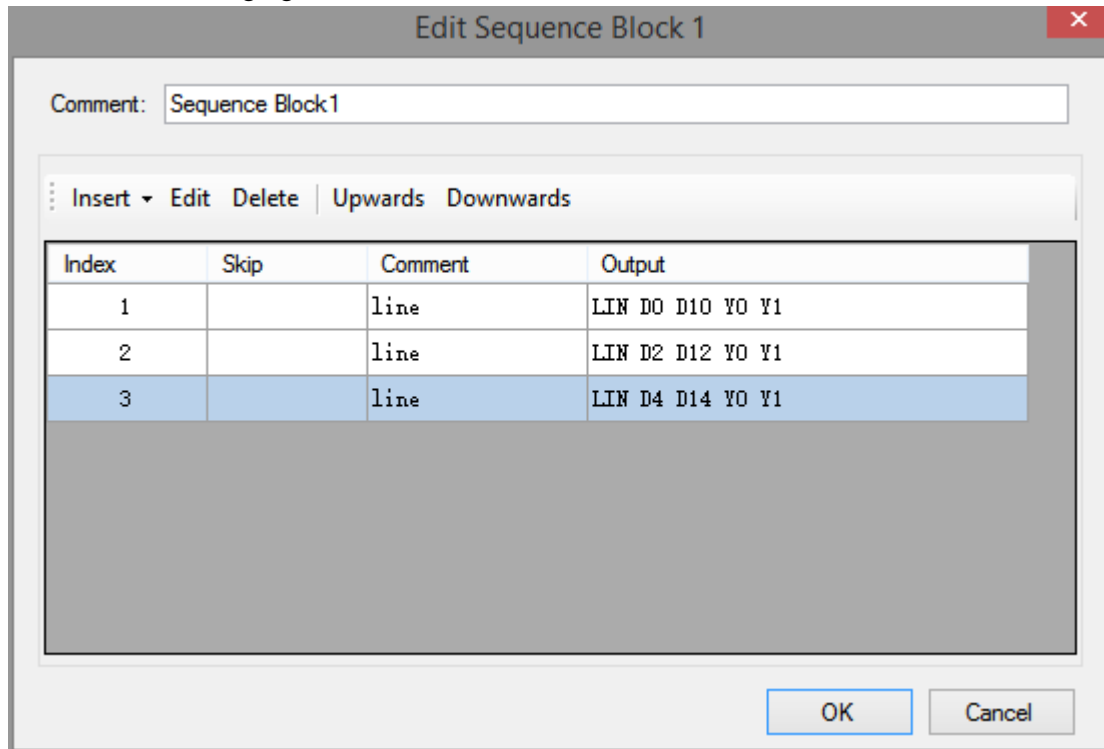 Edit Sequence Block 1
Comment: Sequence Block1
Insert Edit Delete Upwards Downwards
Index Skip Comment Output
1 line LIN D0 D10 Y0 Y1
2 line LIN D2 D12 Y0 Y1
3 line LIN D4 D14 Y0 Y1
OK Cancel